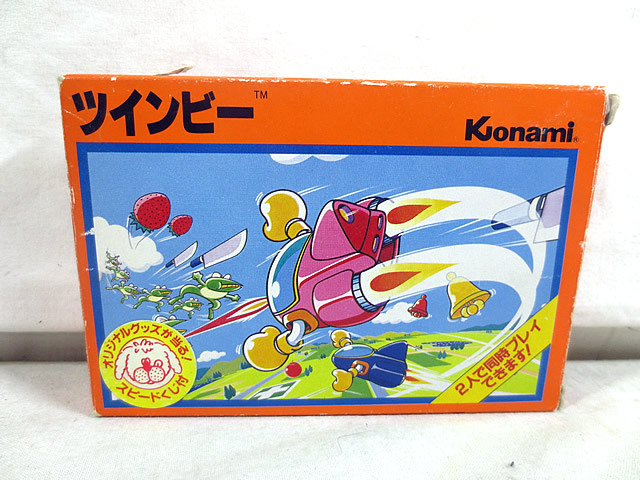 ツインビー™
Konami®
オリジナルグッズが当る!
スピードくじ付
2人で同時プレイ
できます!